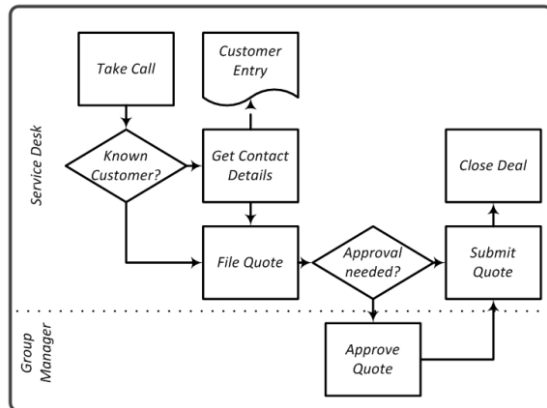 Take Call
Customer
Entry
Service Desk
Known
Customer?
Get Contact
Details
Close Deal
File Quote
Approval
needed?
Submit
Quote
Group
Manager
Approve
Quote